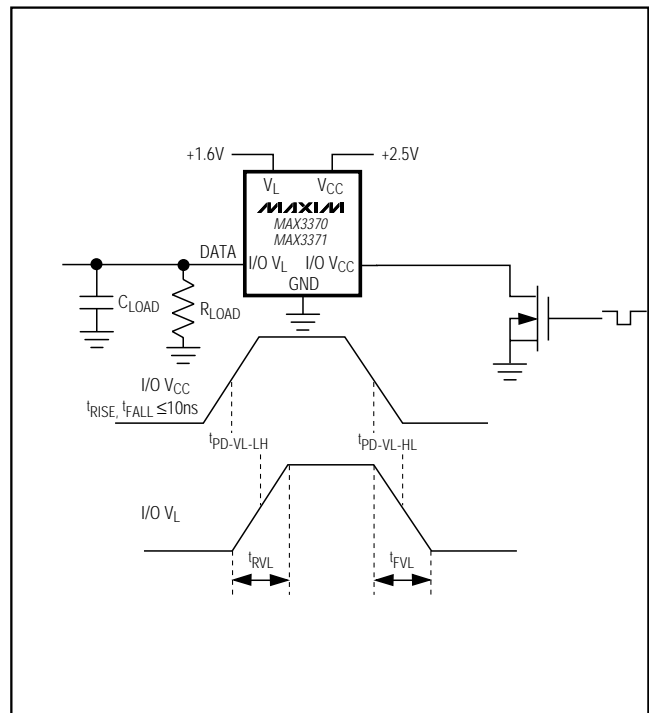 +1.6V +2.5V
VL VCC
MAXIM
MAX3370
MAX3371
DATA I/O VL I/O VCC
GND
CLOAD RLOAD
I/O VCC
tRISE, tFALL ≤10ns
tPD-VL-LH tPD-VL-HL
I/O VL
tRVL tFVL